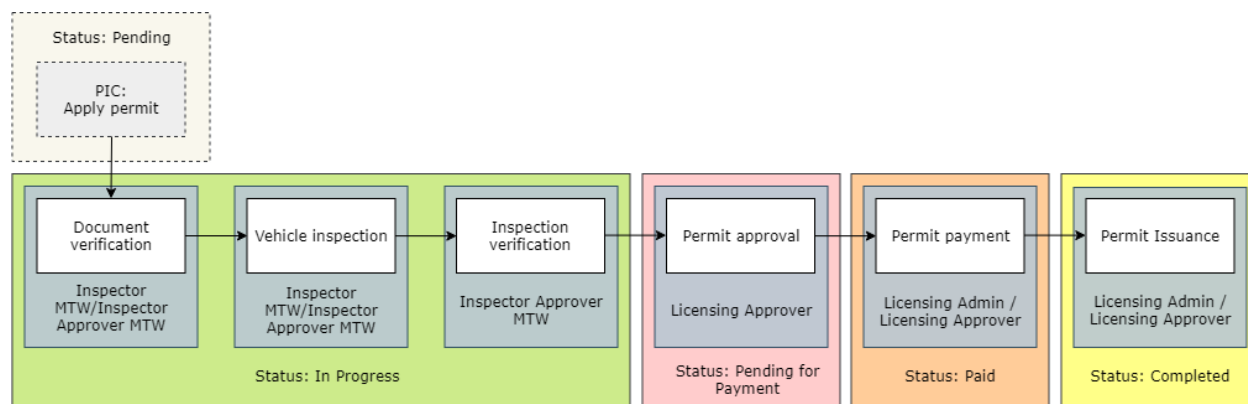 Status: Pending
PIC:
Apply permit
Document
verification
Inspector
MTW/Inspector
Approver MTW
Vehicle inspection
Inspector
MTW/Inspector
Approver MTW
Inspection
verification
Inspector Approver
MTW
Status: In Progress
Permit approval
Licensing Approver
Status: Pending for
Payment
Permit payment
Licensing Admin /
Licensing Approver
Status: Paid
Permit Issuance
Licensing Admin /
Licensing Approver
Status: Completed